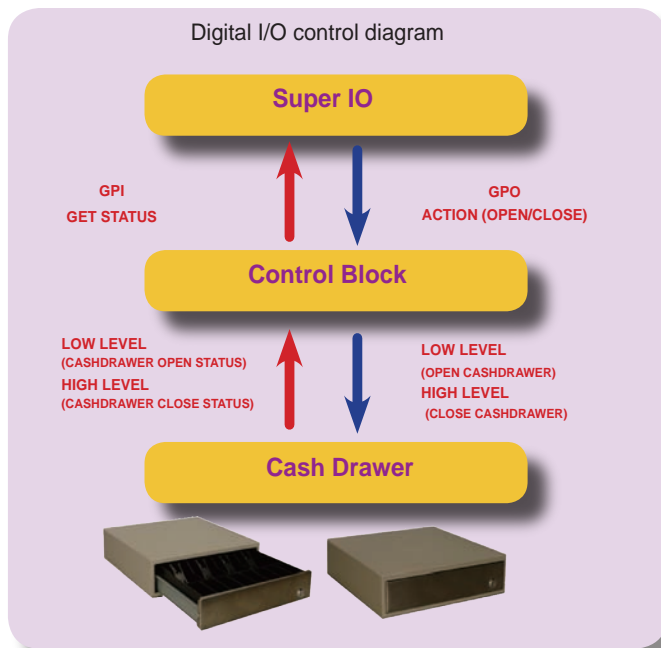 Digital I/O control diagram
Super IO
GPI
GET STATUS
GPO
ACTION (OPEN/CLOSE)
Control Block
LOW LEVEL
(CASHDRAWER OPEN STATUS)
HIGH LEVEL
(CASHDRAWER CLOSE STATUS)
LOW LEVEL
(OPEN CASHDRAWER)
HIGH LEVEL
(CLOSE CASHDRAWER)
Cash Drawer